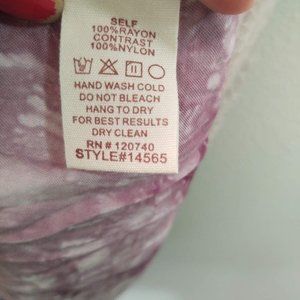 SELF
100%RAYON
CONTRAST
100%NYLON
HAND WASH COLD
DO NOT BLEACH
HANG TO DRY
FOR BEST RESULTS
DRY CLEAN
RN # 120740
STYLE#14565